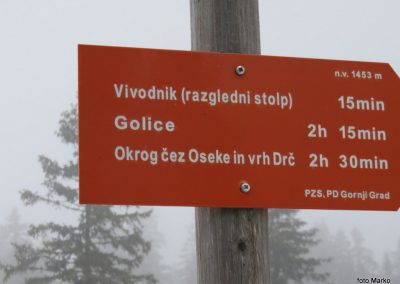 n.v. 1453 m
Vivodnik (razgledni stolp) 15min
Golice 2h 15min
Okrog čez Oseke in vrh Drč 2h 30min
PZS, PD Gornji Grad
foto Marko